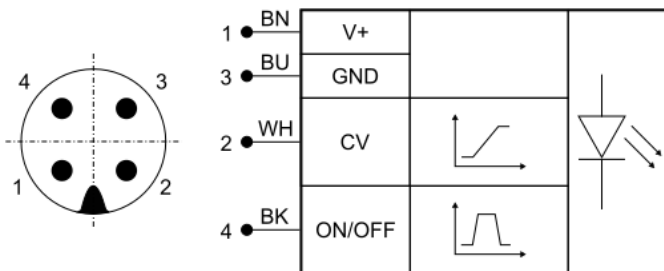 4 3
1 2
1 BN V+
3 BU GND
2 WH CV
4 BK ON/OFF